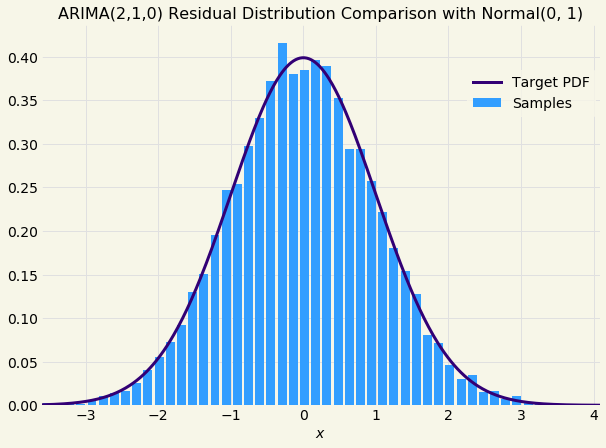 ARIMA(2,1,0) Residual Distribution Comparison with Normal(0, 1)
Target PDF
Samples
0.40
0.35
0.30
0.25
0.20
0.15
0.10
0.05
0.00
−3 −2 −1 0 1 2 3 4
x